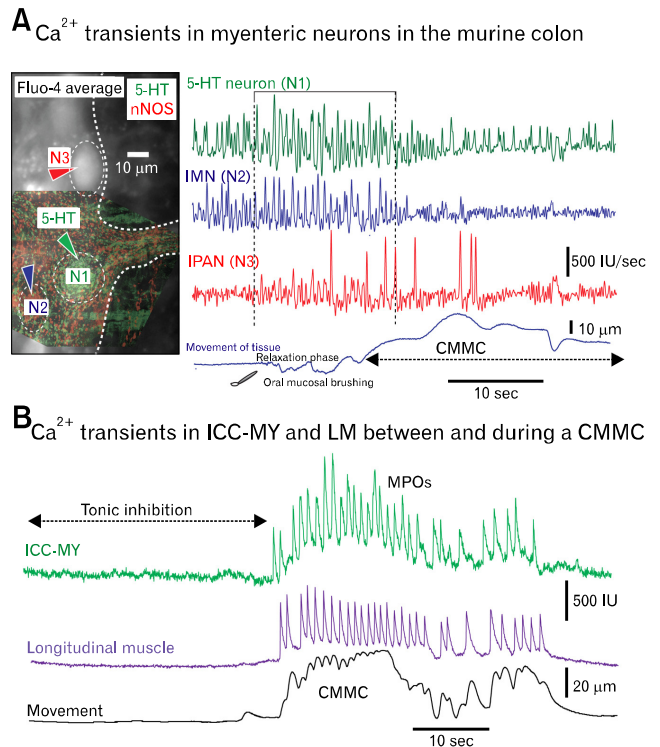 A Ca2+ transients in myenteric neurons in the murine colon
Fluo-4 average
5-HT
nNOS
N3
10 μm
5-HT
N1
N2
5-HT neuron (N1)
IMN (N2)
IPAN (N3)
500 IU/sec
10 μm
Movement of tissue
Relaxation phase
CMMC
Oral mucosal brushing
10 sec
B Ca2+ transients in ICC-MY and LM between and during a CMMC
Tonic inhibition
MPOs
ICC-MY
500 IU
Longitudinal muscle
20 μm
CMMC
Movement
10 sec